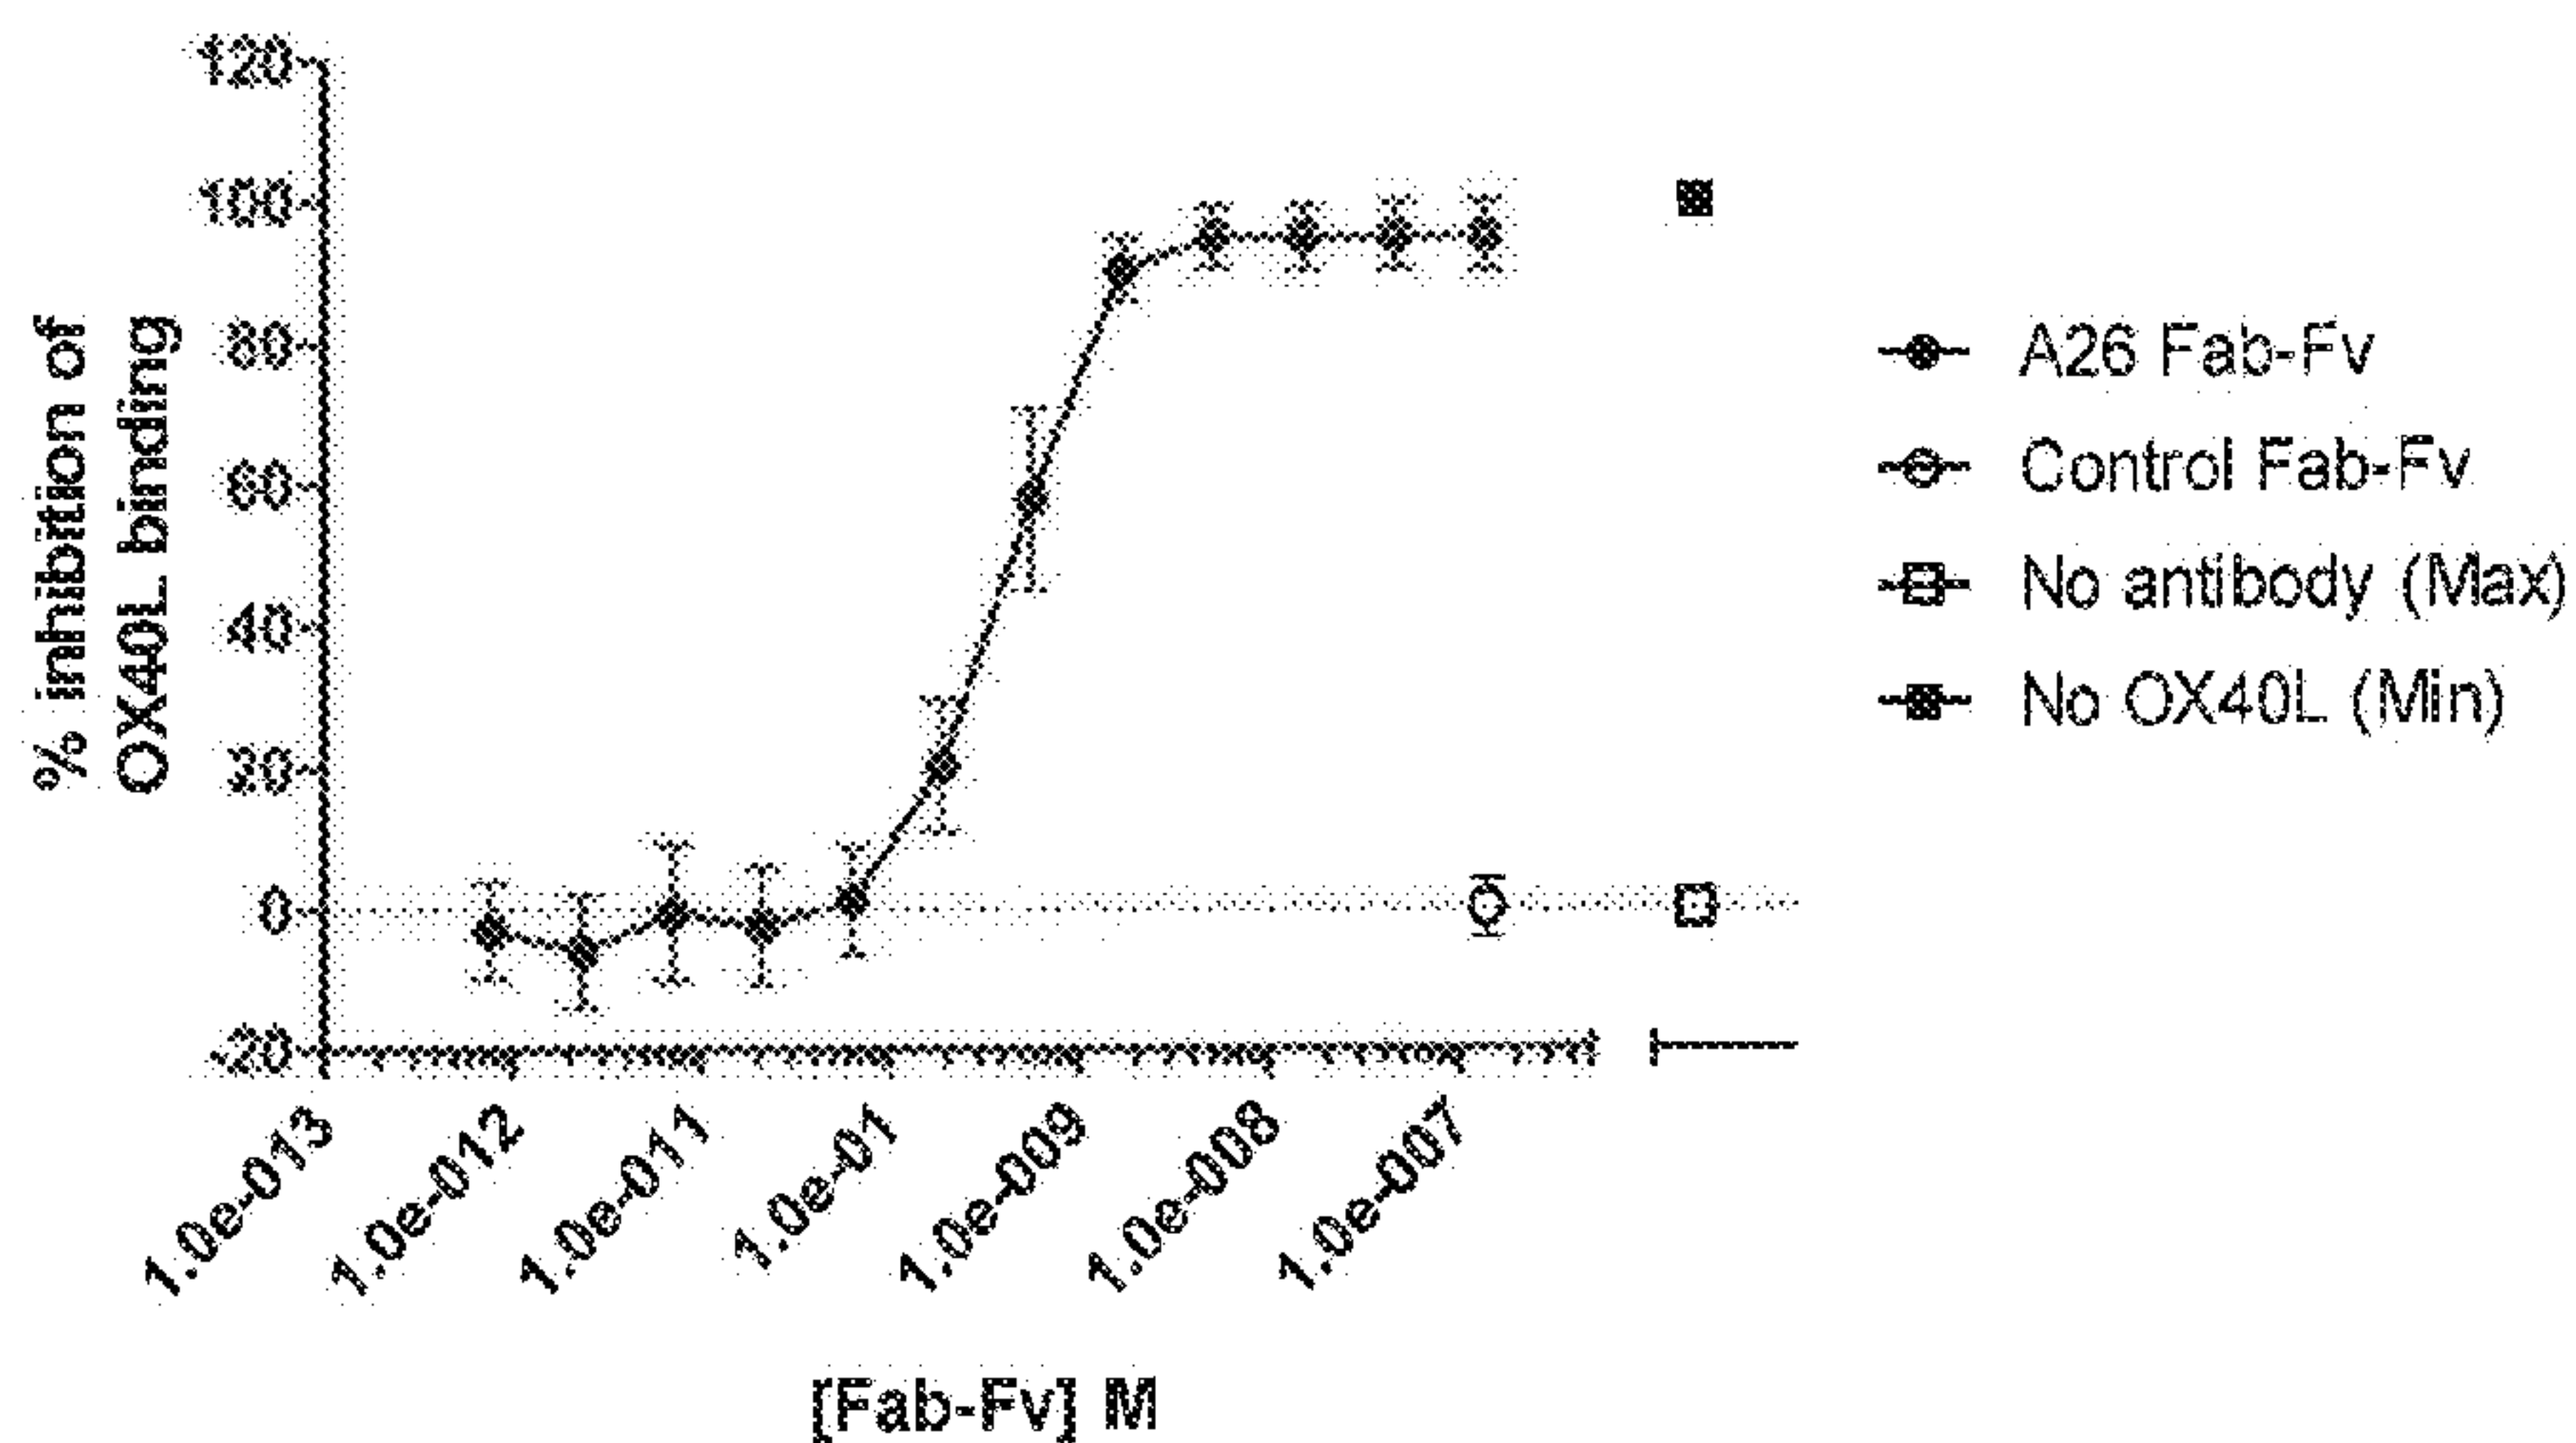 % inhibition of
OX40L binding
120
100
80
60
40
20
0
-20
1.0e-013
1.0e-012
1.0e-011
1.0e-01
1.0e-009
1.0e-008
1.0e-007
[Fab-Fv] M
A26 Fab-Fv
Control Fab-Fv
No antibody (Max)
No OX40L (Min)